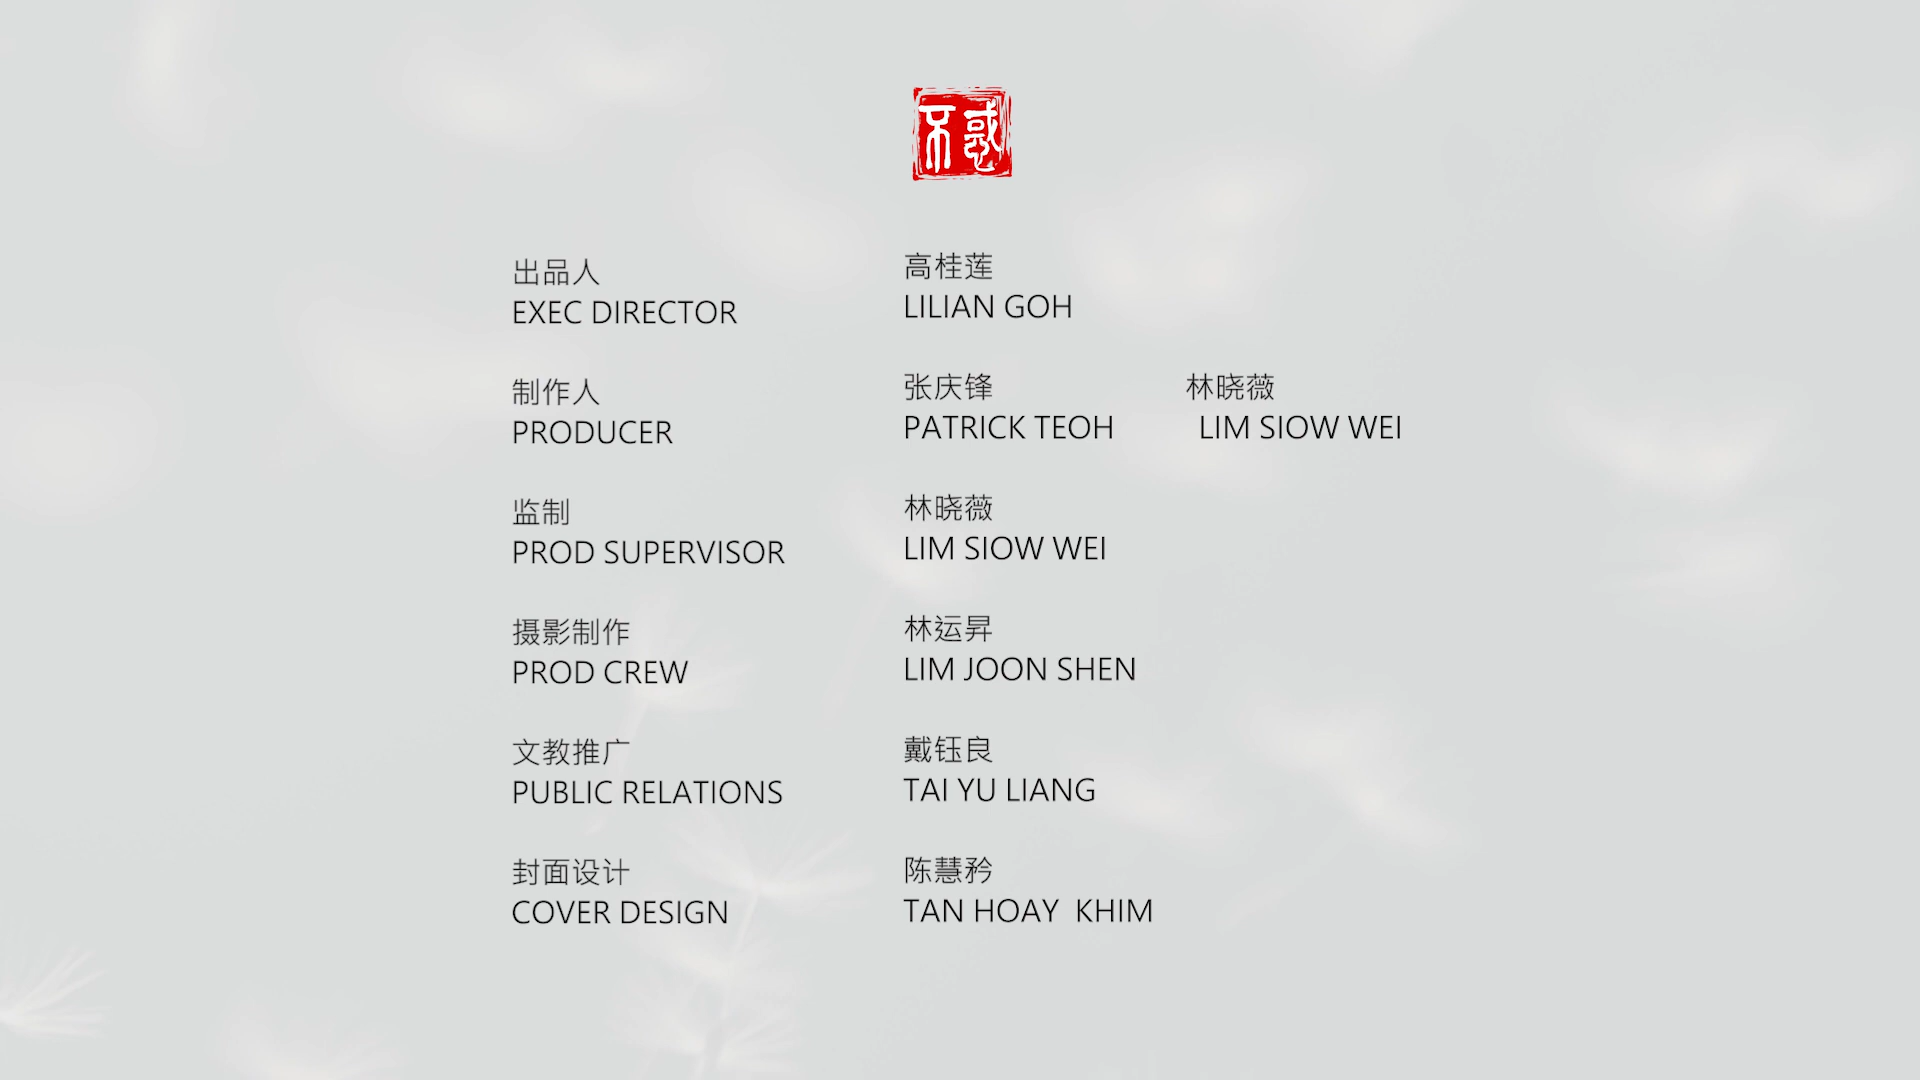 不惑
出品人
EXEC DIRECTOR
高桂莲
LILIAN GOH
制作人
PRODUCER
张庆锋 林晓薇
PATRICK TEOH LIM SIOW WEI
监制
PROD SUPERVISOR
林晓薇
LIM SIOW WEI
摄影制作
PROD CREW
林运昇
LIM JOON SHEN
文教推广
PUBLIC RELATIONS
戴钰良
TAI YU LIANG
封面设计
COVER DESIGN
陈慧矜
TAN HOAY  KHIM